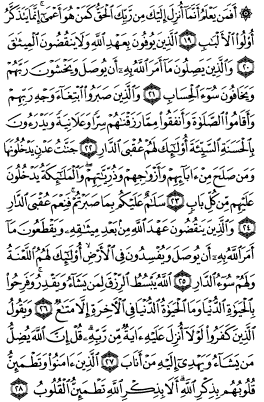 ۞ أَفَمَن يَعْلَمُ أَنَّمَآ أُنزِلَ إِلَيْكَ مِن رَّبِّكَ ٱلْحَقُّ كَمَنْ هُوَ أَعْمَىٰٓ ۚ إِنَّمَا يَتَذَكَّرُ
أُو۟لُوا۟ ٱلْأَلْبَٰبِ ١٩ ٱلَّذِينَ يُوفُونَ بِعَهْدِ ٱللَّهِ وَلَا يَنقُضُونَ ٱلْمِيثَٰقَ
٢٠ وَٱلَّذِينَ يَصِلُونَ مَآ أَمَرَ ٱللَّهُ بِهِۦٓ أَن يُوصَلَ وَيَخْشَوْنَ رَبَّهُمْ
وَيَخَافُونَ سُوٓءَ ٱلْحِسَابِ ٢١ وَٱلَّذِينَ صَبَرُوا۟ ٱبْتِغَآءَ وَجْهِ رَبِّهِمْ
وَأَقَامُوا۟ ٱلصَّلَوٰةَ وَأَنفَقُوا۟ مِمَّا رَزَقْنَٰهُمْ سِرًّا وَعَلَانِيَةً وَيَدْرَءُونَ
بِٱلْحَسَنَةِ ٱلسَّيِّئَةَ أُو۟لَٰٓئِكَ لَهُمْ عُقْبَى ٱلدَّارِ ٢٢ جَنَّٰتُ عَدْنٍ يَدْخُلُونَهَا
وَمَن صَلَحَ مِنْ ءَابَآئِهِمْ وَأَزْوَٰجِهِمْ وَذُرِّيَّٰتِهِمْ ۖ وَٱلْمَلَٰٓئِكَةُ يَدْخُلُونَ
عَلَيْهِم مِّن كُلِّ بَابٍ ٢٣ سَلَٰمٌ عَلَيْكُم بِمَا صَبَرْتُمْ ۚ فَنِعْمَ عُقْبَى ٱلدَّارِ
٢٤ وَٱلَّذِينَ يَنقُضُونَ عَهْدَ ٱللَّهِ مِنۢ بَعْدِ مِيثَٰقِهِۦ وَيَقْطَعُونَ مَآ
أَمَرَ ٱللَّهُ بِهِۦٓ أَن يُوصَلَ وَيُفْسِدُونَ فِى ٱلْأَرْضِ ۙ أُو۟لَٰٓئِكَ لَهُمُ ٱللَّعْنَةُ
وَلَهُمْ سُوٓءُ ٱلدَّارِ ٢٥ ٱللَّهُ يَبْسُطُ ٱلرِّزْقَ لِمَن يَشَآءُ وَيَقْدِرُ ۚ وَفَرِحُوا۟
بِٱلْحَيَوٰةِ ٱلدُّنْيَا وَمَا ٱلْحَيَوٰةُ ٱلدُّنْيَا فِى ٱلْءَاخِرَةِ إِلَّا مَتَٰعٌ ٢٦ وَيَقُولُ
ٱلَّذِينَ كَفَرُوا۟ لَوْلَآ أُنزِلَ عَلَيْهِ ءَايَةٌ مِّن رَّبِّهِۦ ۗ قُلْ إِنَّ ٱللَّهَ يُضِلُّ
مَن يَشَآءُ وَيَهْدِىٓ إِلَيْهِ مَنْ أَنَابَ ٢٧ ٱلَّذِينَ ءَامَنُوا۟ وَتَطْمَئِنُّ
قُلُوبُهُم بِذِكْرِ ٱللَّهِ ۗ أَلَا بِذِكْرِ ٱللَّهِ تَطْمَئِنُّ ٱلْقُلُوبُ ٢٨